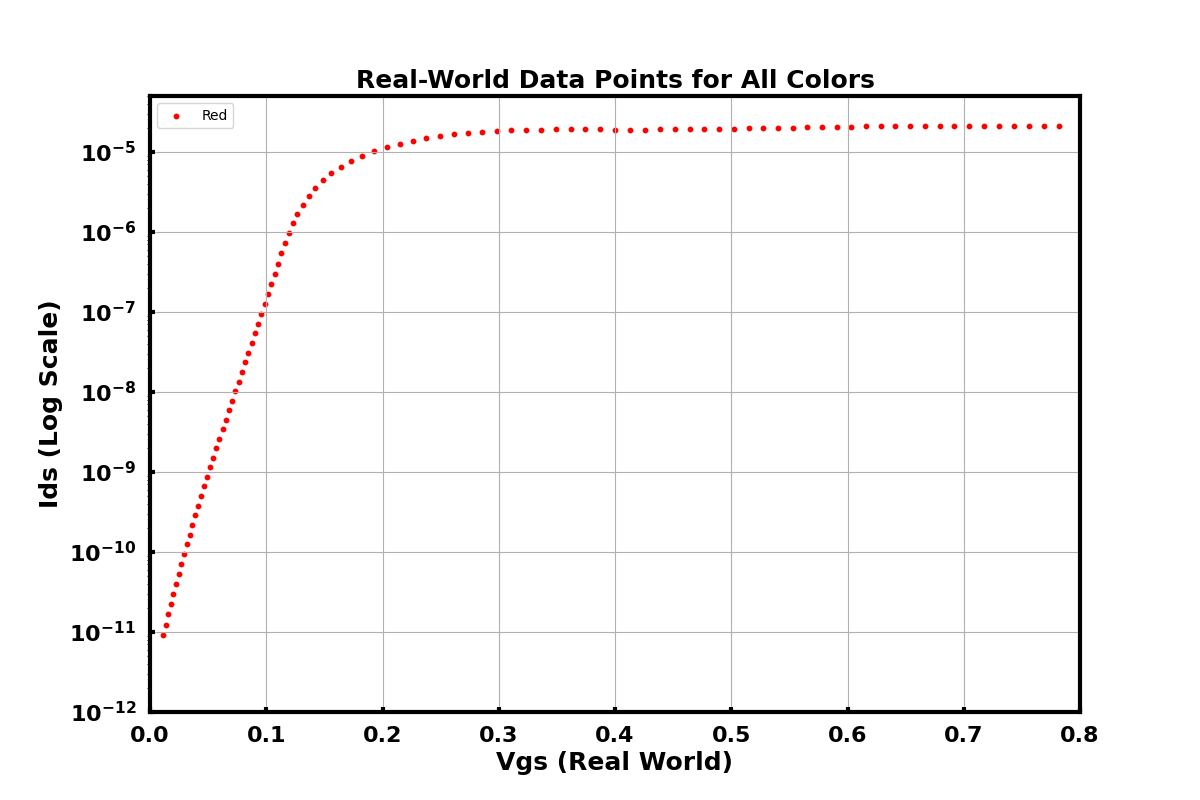 Real-World Data Points for All Colors
Red
10⁻⁵
10⁻⁶
10⁻⁷
10⁻⁸
10⁻⁹
10⁻¹⁰
10⁻¹¹
10⁻¹²
Ids (Log Scale)
0.0 0.1 0.2 0.3 0.4 0.5 0.6 0.7 0.8
Vgs (Real World)